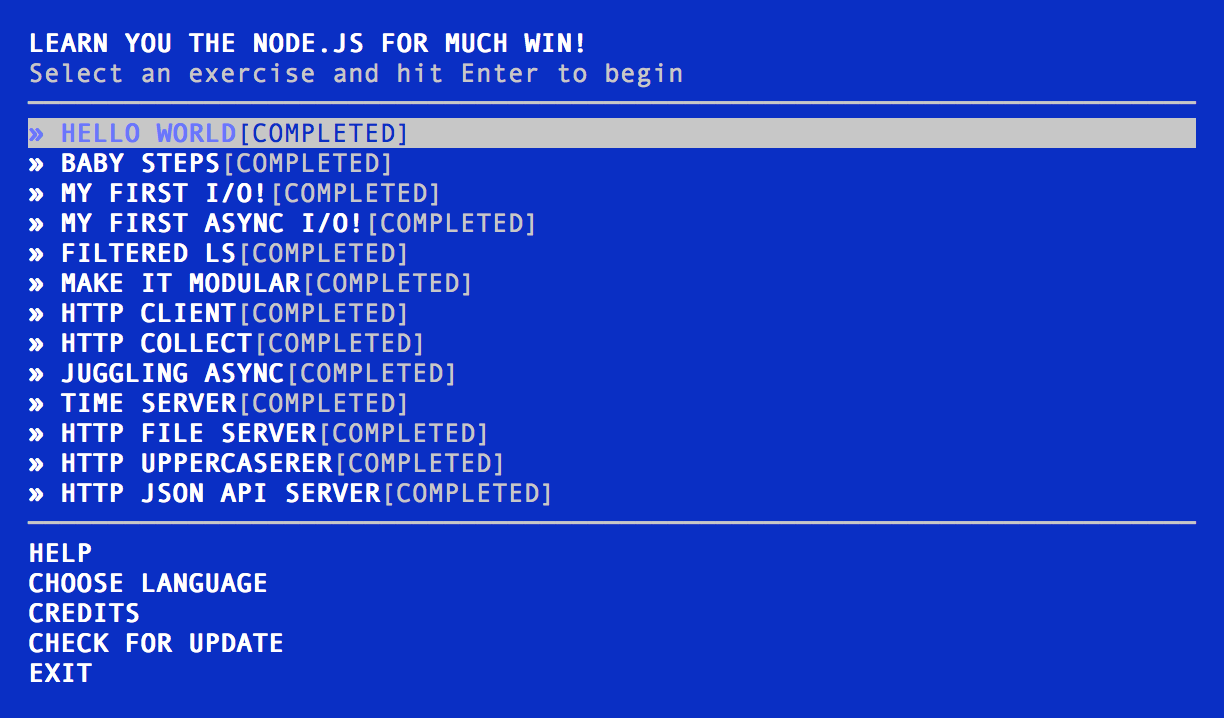 LEARN YOU THE NODE.JS FOR MUCH WIN!
Select an exercise and hit Enter to begin
» HELLO WORLD[COMPLETED]
» BABY STEPS[COMPLETED]
» MY FIRST I/O![COMPLETED]
» MY FIRST ASYNC I/O![COMPLETED]
» FILTERED LS[COMPLETED]
» MAKE IT MODULAR[COMPLETED]
» HTTP CLIENT[COMPLETED]
» HTTP COLLECT[COMPLETED]
» JUGGLING ASYNC[COMPLETED]
» TIME SERVER[COMPLETED]
» HTTP FILE SERVER[COMPLETED]
» HTTP UPPERCASERER[COMPLETED]
» HTTP JSON API SERVER[COMPLETED]
HELP
CHOOSE LANGUAGE
CREDITS
CHECK FOR UPDATE
EXIT